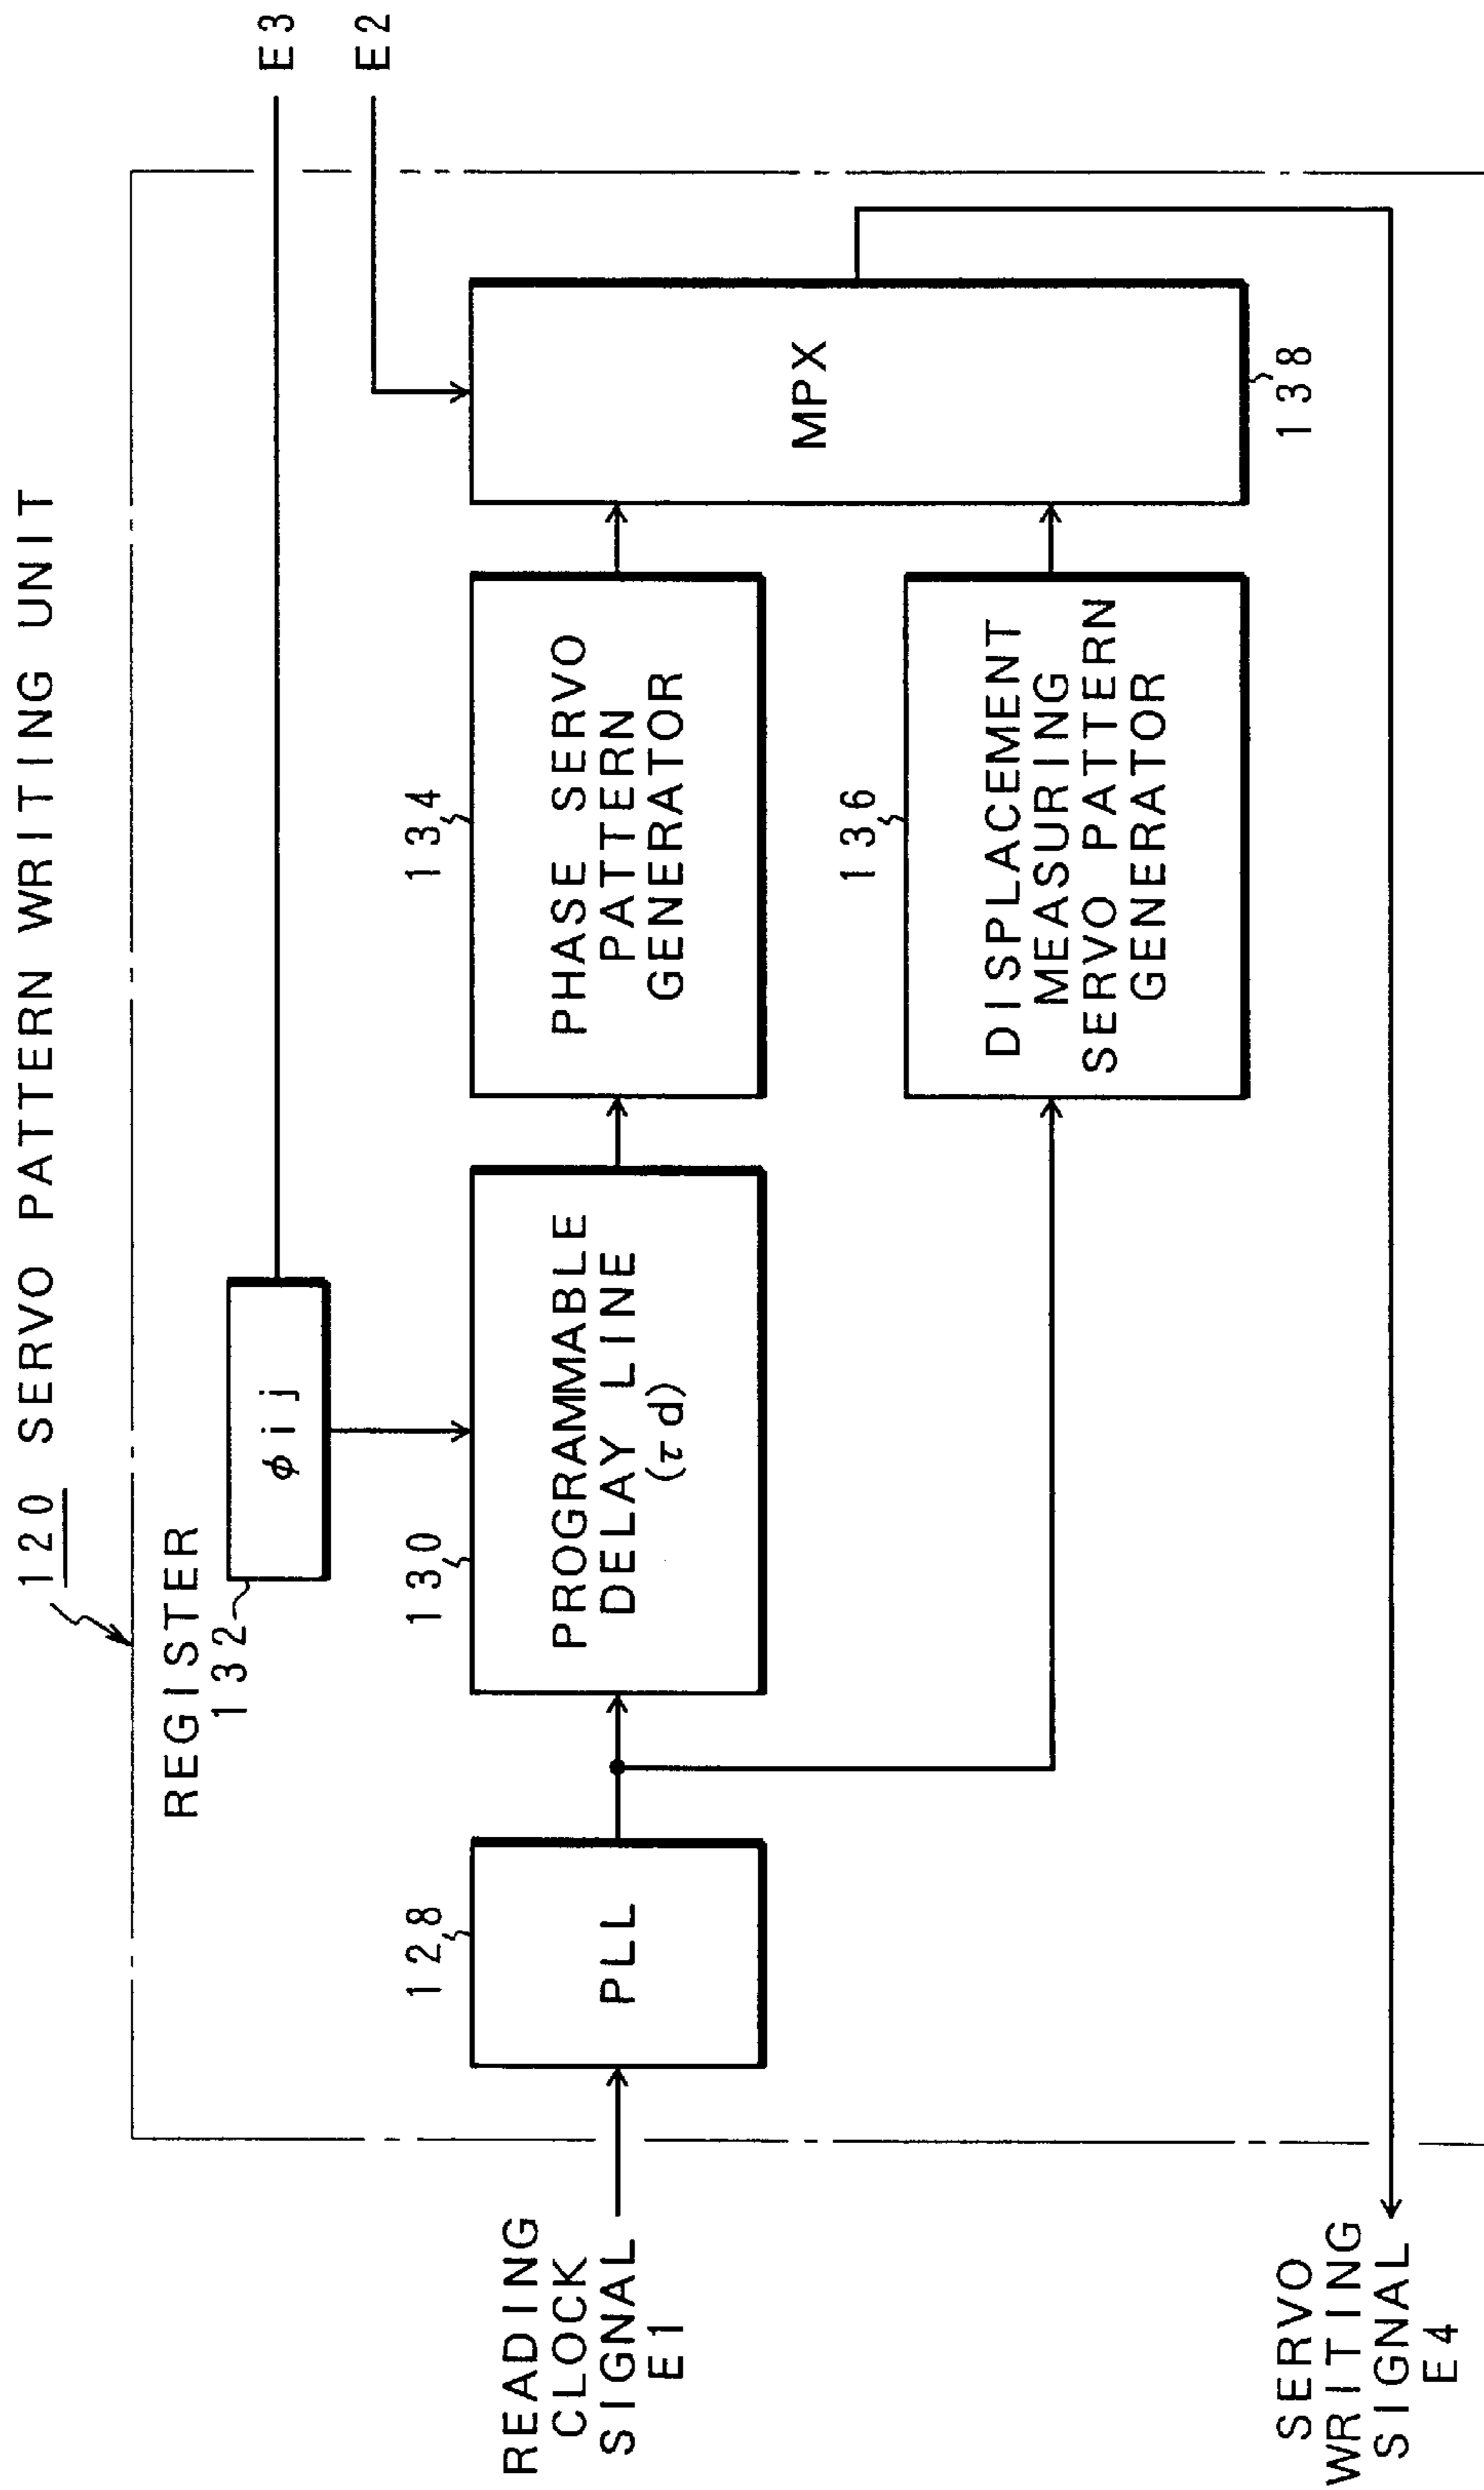 120 SERVO PATTERN WRITING UNIT
REGISTER
132
φij
E3
E2
128
PLL
130
PROGRAMMABLE
DELAY LINE
(τd)
134
PHASE SERVO
PATTERN
GENERATOR
136
DISPLACEMENT
MEASURING
SERVO PATTERN
GENERATOR
MPX
138
READING
CLOCK
SIGNAL
E1
SERVO
WRITING
SIGNAL
E4